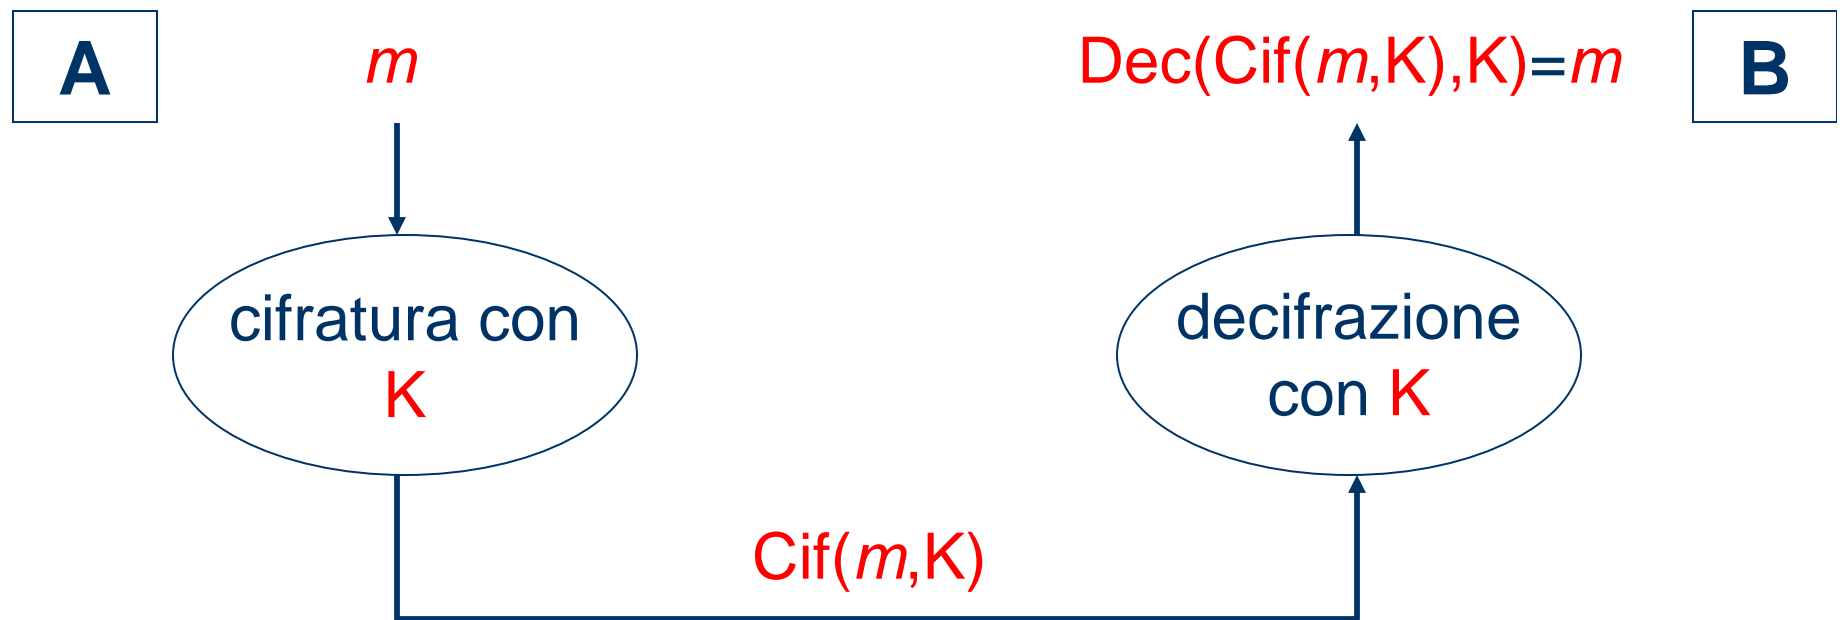 A
m
Dec(Cif(m,K),K)=m
B
cifratura con
K
decifrazione
con K
Cif(m,K)